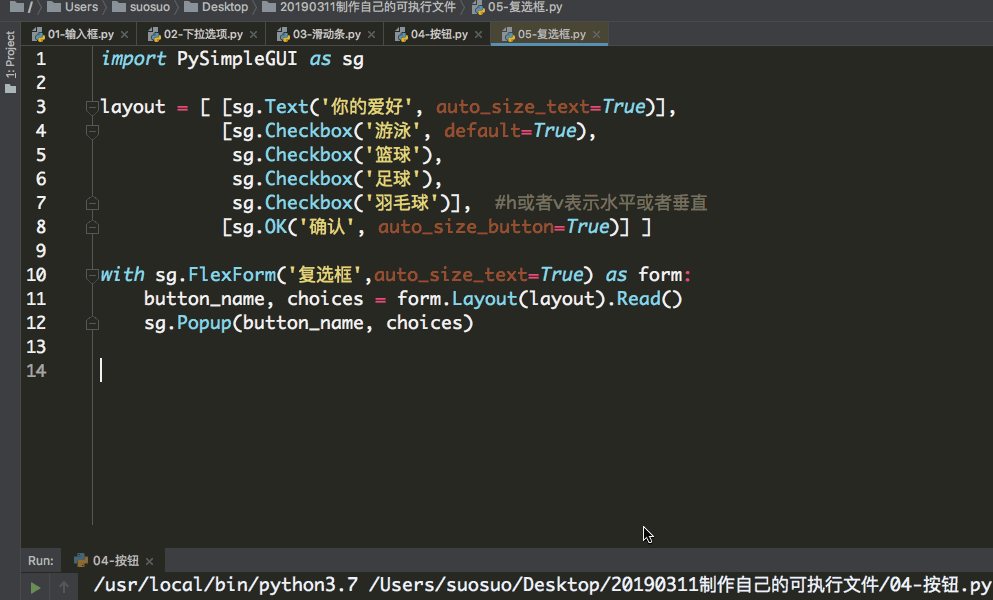 / Users suosuo Desktop 20190311制作自己的可执行文件 05-复选框.py
01-输入框.py 02-下拉选项.py 03-滑动条.py 04-按钮.py 05-复选框.py
1: Project
1 import PySimpleGUI as sg
2
3 layout = [ [sg.Text('你的爱好', auto_size_text=True)],
4 [sg.Checkbox('游泳', default=True),
5 sg.Checkbox('篮球'),
6 sg.Checkbox('足球'),
7 sg.Checkbox('羽毛球')], #h或者v表示水平或者垂直
8 [sg.OK('确认', auto_size_button=True)] ]
9
10 with sg.FlexForm('复选框',auto_size_text=True) as form:
11 button_name, choices = form.Layout(layout).Read()
12 sg.Popup(button_name, choices)
13
14
Run: 04-按钮
/usr/local/bin/python3.7 /Users/suosuo/Desktop/20190311制作自己的可执行文件/04-按钮.py